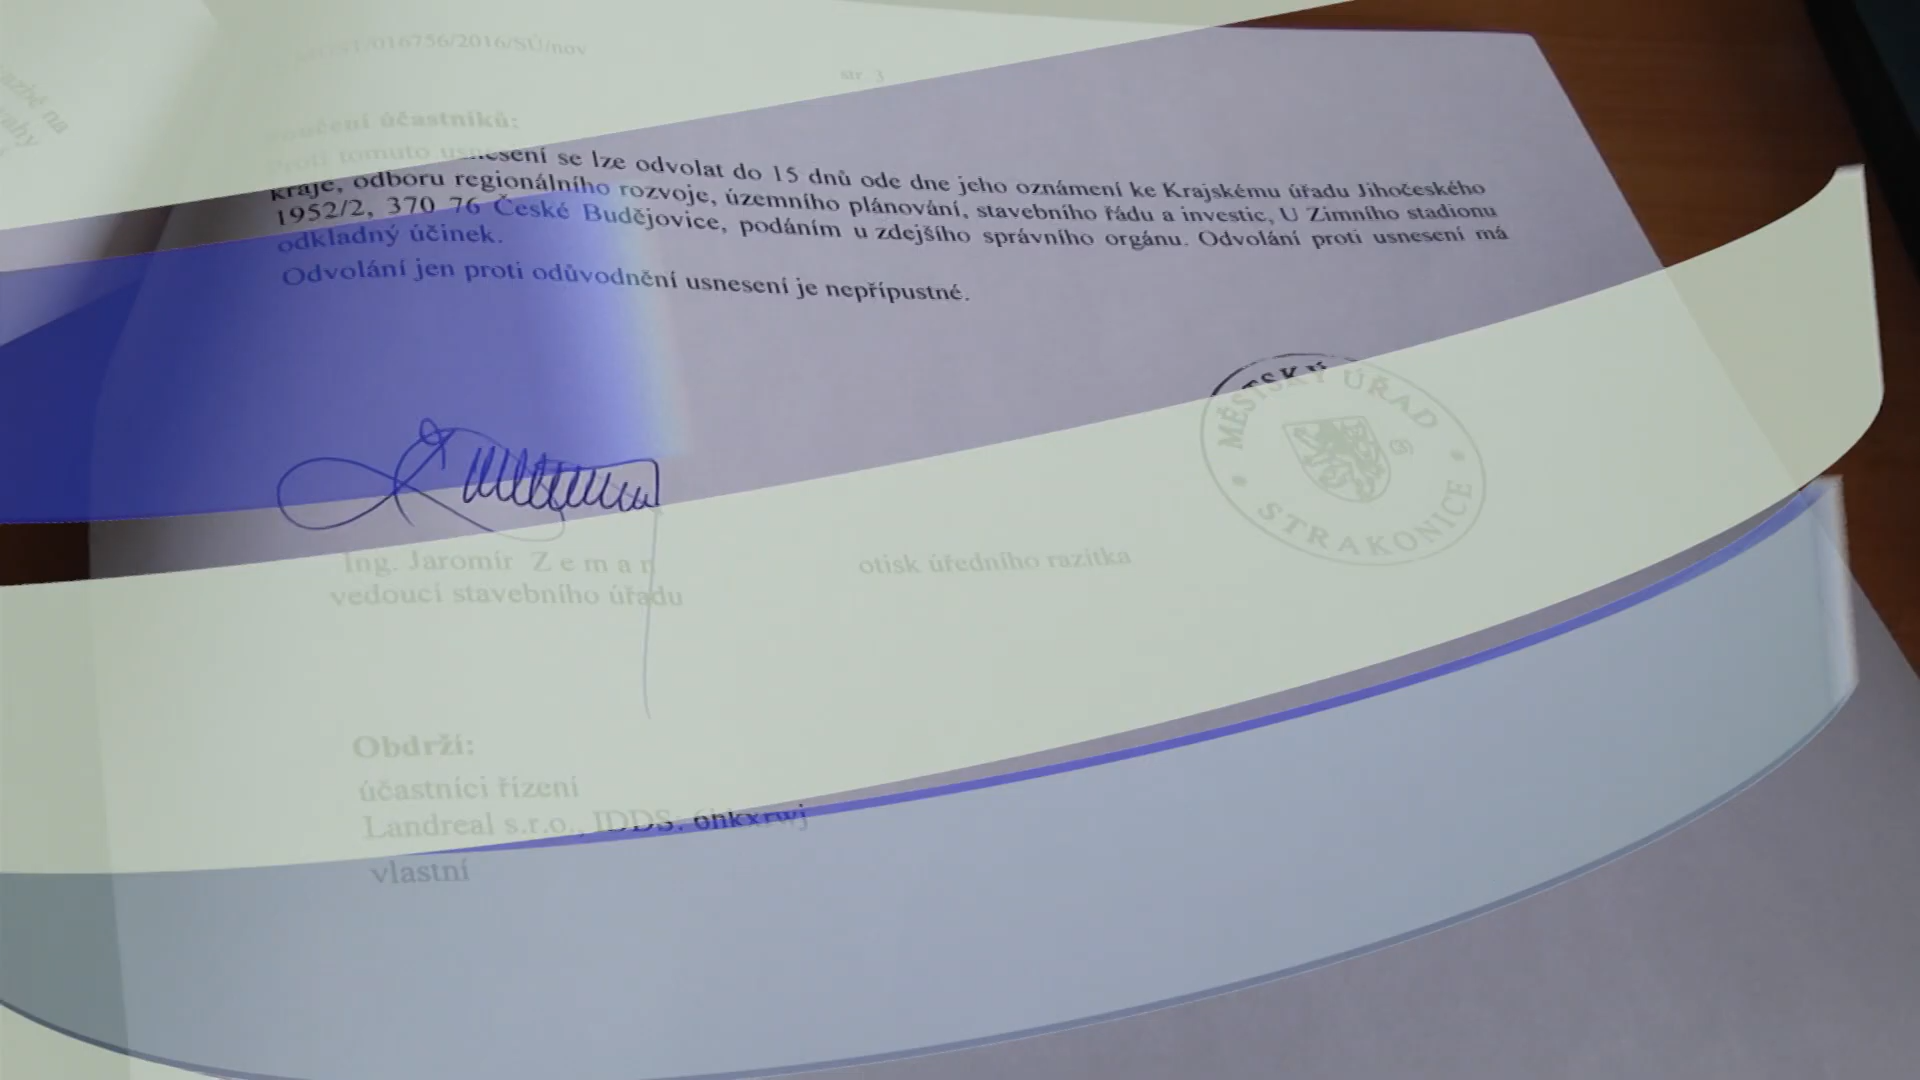 /016756/2016/SÚ/nov
str. 3
Poučení účastníků:
Proti tomuto usnesení se lze odvolat do 15 dnů ode dne jeho oznámení ke Krajskému úřadu Jihočeského
kraje, odboru regionálního rozvoje, územního plánování, stavebního řádu a investic, U Zimního stadionu
1952/2, 370 76 České Budějovice, podáním u zdejšího správního orgánu. Odvolání proti usnesení má
odkladný účinek.
Odvolání jen proti odůvodnění usnesení je nepřípustné.
MĚSTSKÝ ÚŘAD
STRAKONICE
Ing. Jaromír Z e m a n
otisk úředního razítka
vedoucí stavebního úřadu
Obdrží:
účastníci řízení
Landreal s.r.o., IDDS: 6hkxrwj
vlastní